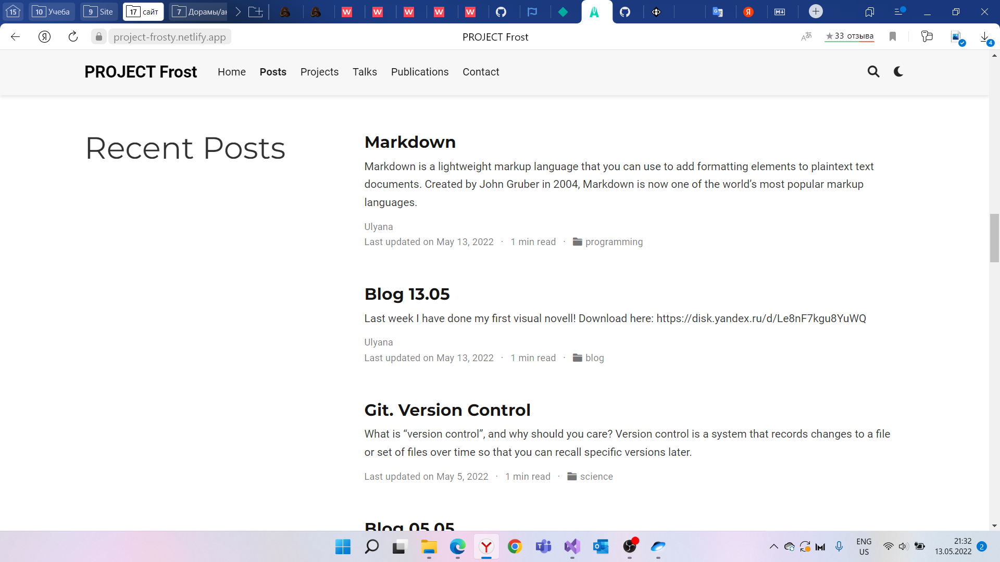 15
10 Учеба
9 Site
17 сайт
7 Дорамы/ан
project-frosty.netlify.app
PROJECT Frost
33 отзыва
4
PROJECT Frost
Home
Posts
Projects
Talks
Publications
Contact
Recent Posts
Markdown
Markdown is a lightweight markup language that you can use to add formatting elements to plaintext text
documents. Created by John Gruber in 2004, Markdown is now one of the world’s most popular markup
languages.
Ulyana
Last updated on May 13, 2022 · 1 min read · programming
Blog 13.05
Last week I have done my first visual novell! Download here: https://disk.yandex.ru/d/Le8nF7kgu8YuWQ
Ulyana
Last updated on May 13, 2022 · 1 min read · blog
Git. Version Control
What is “version control”, and why should you care? Version control is a system that records changes to a file
or set of files over time so that you can recall specific versions later.
Last updated on May 5, 2022 · 1 min read · science
Blog 05.05
ENG
US
21:32
13.05.2022
2